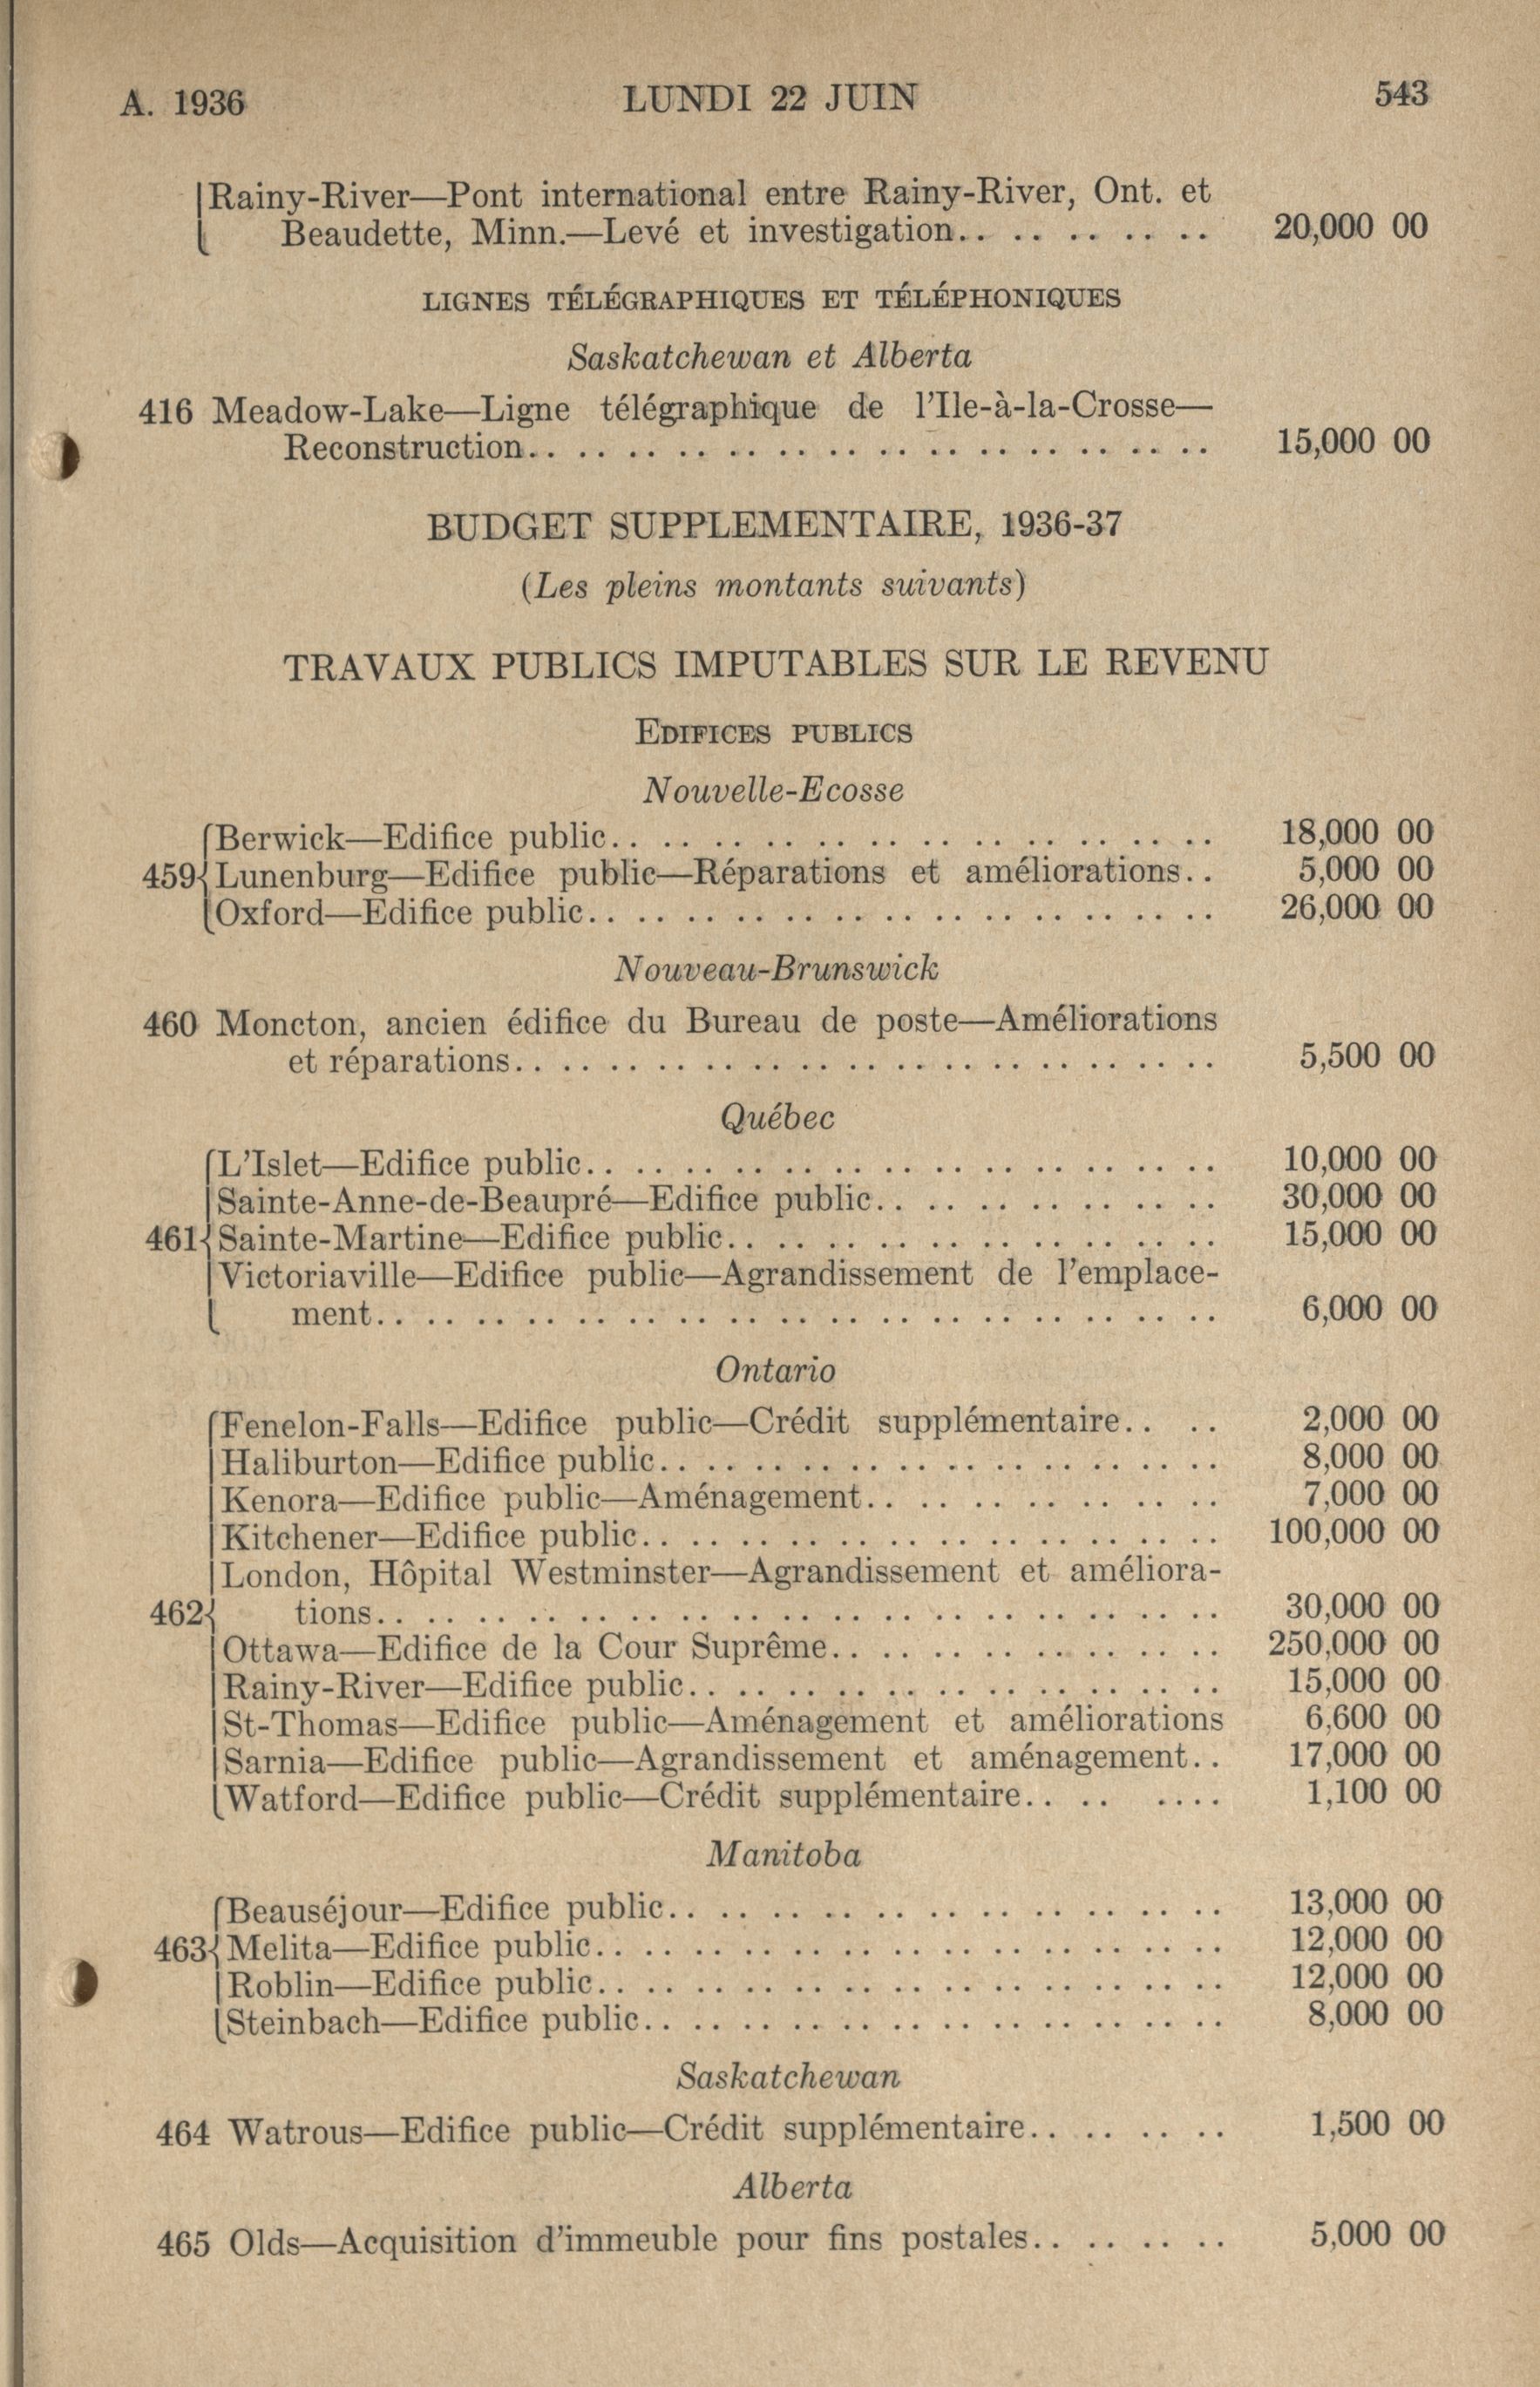 A. 1936 LUNDI 22 JUIN 543
Rainy-River—Pont international entre Rainy-River, Ont. et
Beaudette, Minn.—Levé et investigation.. .. .. .. .. .. 20,000 00
LIGNES TÉLÉGRAPHIQUES ET TÉLÉPHONIQUES
Saskatchewan et Alberta
416 Meadow-Lake—Ligne télégraphique de l'Ile-à-la-Crosse—
Reconstruction.. .. .. .. .. .. .. .. .. .. .. .. .. .. 15,000 00
BUDGET SUPPLEMENTAIRE, 1936-37
(Les pleins montants suivants)
TRAVAUX PUBLICS IMPUTABLES SUR LE REVENU
EDIFICES PUBLICS
Nouvelle-Ecosse
Berwick—Edifice public.. .. .. .. .. .. .. .. .. .. .. .. 18,000 00
459 Lunenburg—Edifice public—Réparations et améliorations.. 5,000 00
Oxford—Edifice public.. .. .. .. .. .. .. .. .. .. .. .. .. 26,000 00
Nouveau-Brunswick
460 Moncton, ancien édifice du Bureau de poste—Améliorations
et réparations.. .. .. .. .. .. .. .. .. .. .. .. .. .. .. 5,500 00
Québec
L'Islet—Edifice public.. .. .. .. .. .. .. .. .. .. .. .. .. 10,000 00
Sainte-Anne-de-Beaupré—Edifice public.. .. .. .. .. .. .. 30,000 00
461 Sainte-Martine—Edifice public.. .. .. .. .. .. .. .. .. .. 15,000 00
Victoriaville—Edifice public—Agrandissement de l'emplace-
ment.. .. .. .. .. .. .. .. .. .. .. .. .. .. .. .. .. 6,000 00
Ontario
Fenelon-Falls—Edifice public—Crédit supplémentaire.. .. 2,000 00
Haliburton—Edifice public.. .. .. .. .. .. .. .. .. .. .. .. 8,000 00
Kenora—Edifice public—Aménagement.. .. .. .. .. .. .. 7,000 00
Kitchener—Edifice public.. .. .. .. .. .. .. .. .. .. .. .. 100,000 00
London, Hôpital Westminster—Agrandissement et améliora-
462 tions.. .. .. .. .. .. .. .. .. .. .. .. .. .. .. .. .. 30,000 00
Ottawa—Edifice de la Cour Suprême.. .. .. .. .. .. .. .. 250,000 00
Rainy-River—Edifice public.. .. .. .. .. .. .. .. .. .. .. 15,000 00
St-Thomas—Edifice public—Aménagement et améliorations 6,600 00
Sarnia—Edifice public—Agrandissement et aménagement.. 17,000 00
Watford—Edifice public—Crédit supplémentaire.. .. .... 1,100 00
Manitoba
Beauséjour—Edifice public.. .. .. .. .. .. .. .. .. .. .. 13,000 00
463 Melita—Edifice public.. .. .. .. .. .. .. .. .. .. .. .. .. 12,000 00
Roblin—Edifice public.. .. .. .. .. .. .. .. .. .. .. .. .. 12,000 00
Steinbach—Edifice public.. .. .. .. .. .. .. .. .. .. .. .. 8,000 00
Saskatchewan
464 Watrous—Edifice public—Crédit supplémentaire.. .. .. .. 1,500 00
Alberta
465 Olds—Acquisition d'immeuble pour fins postales.. .. .. .. 5,000 00